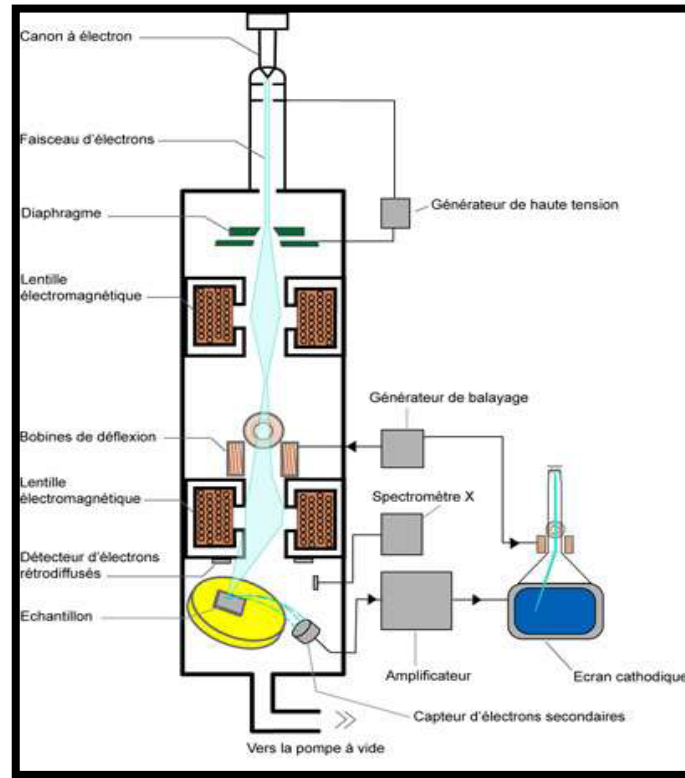 Canon à électron
Faisceau d'électrons
Diaphragme
Générateur de haute tension
Lentille
électromagnétique
Générateur de balayage
Bobines de déflexion
Lentille
électromagnétique
Spectromètre X
Détecteur d'électrons
rétrodiffusés
Echantillon
Amplificateur
Ecran cathodique
Capteur d'électrons secondaires
Vers la pompe à vide